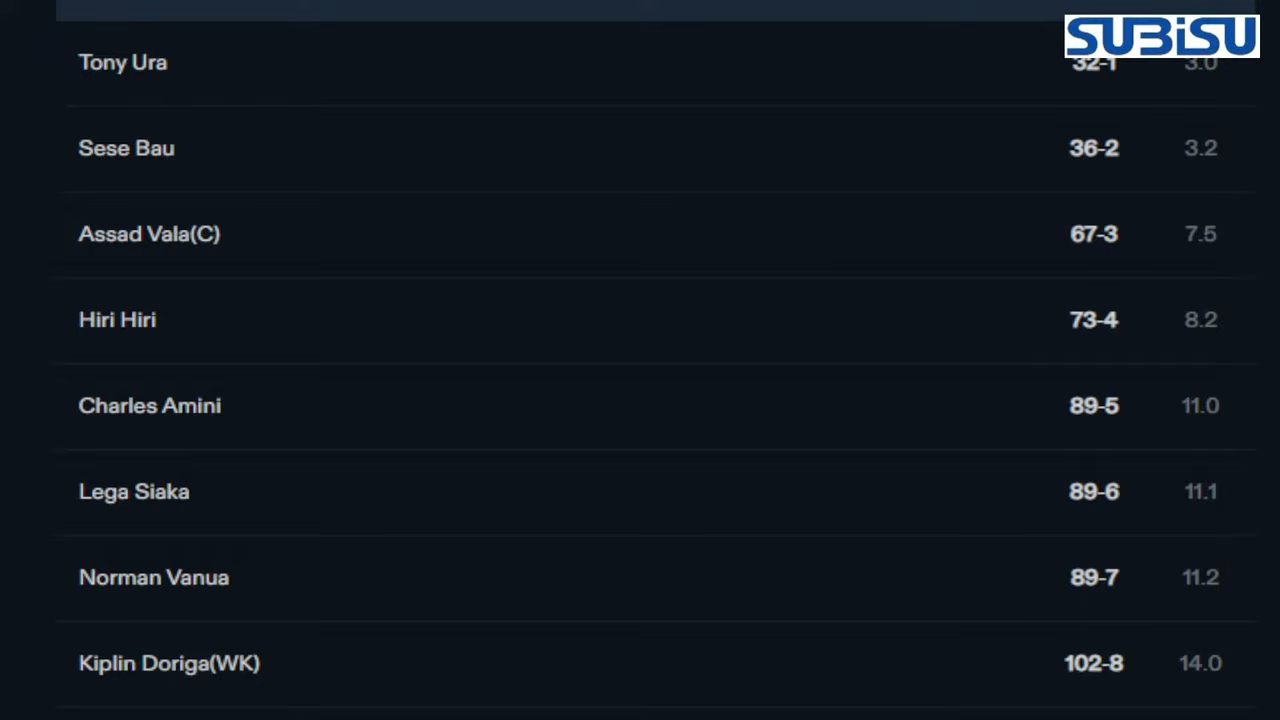 SUBiSU
Tony Ura 32-1 3.0
Sese Bau 36-2 3.2
Assad Vala(C) 67-3 7.5
Hiri Hiri 73-4 8.2
Charles Amini 89-5 11.0
Lega Siaka 89-6 11.1
Norman Vanua 89-7 11.2
Kiplin Doriga(WK) 102-8 14.0